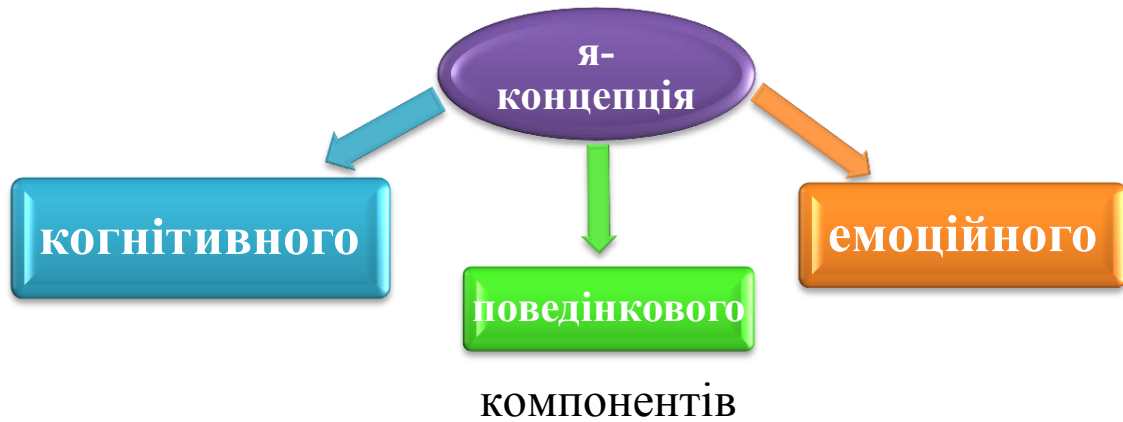 я-
концепція
когнітивного
емоційного
поведінкового
компонентів